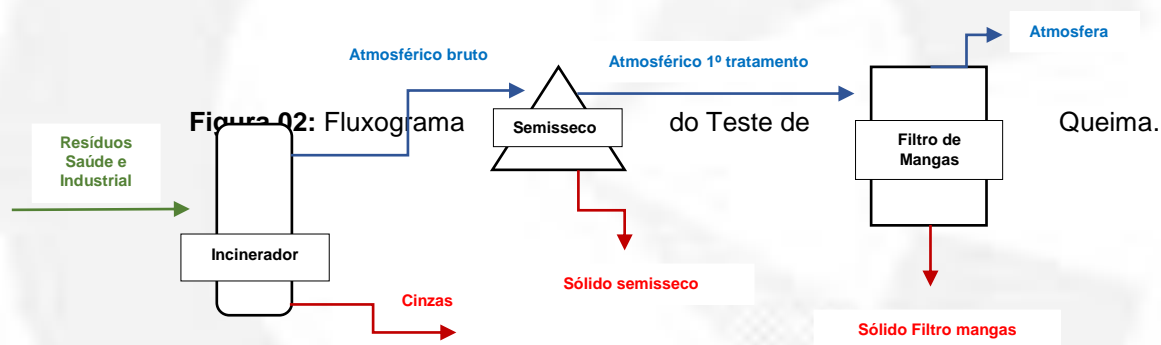 Atmosfera
Atmosférico bruto
Atmosférico 1º tratamento
Figura 02: Fluxograma do Teste de Queima.
Resíduos
Saúde e
Industrial
Semisseco
Filtro de
Mangas
Incinerador
Sólido semisseco
Cinzas
Sólido Filtro mangas